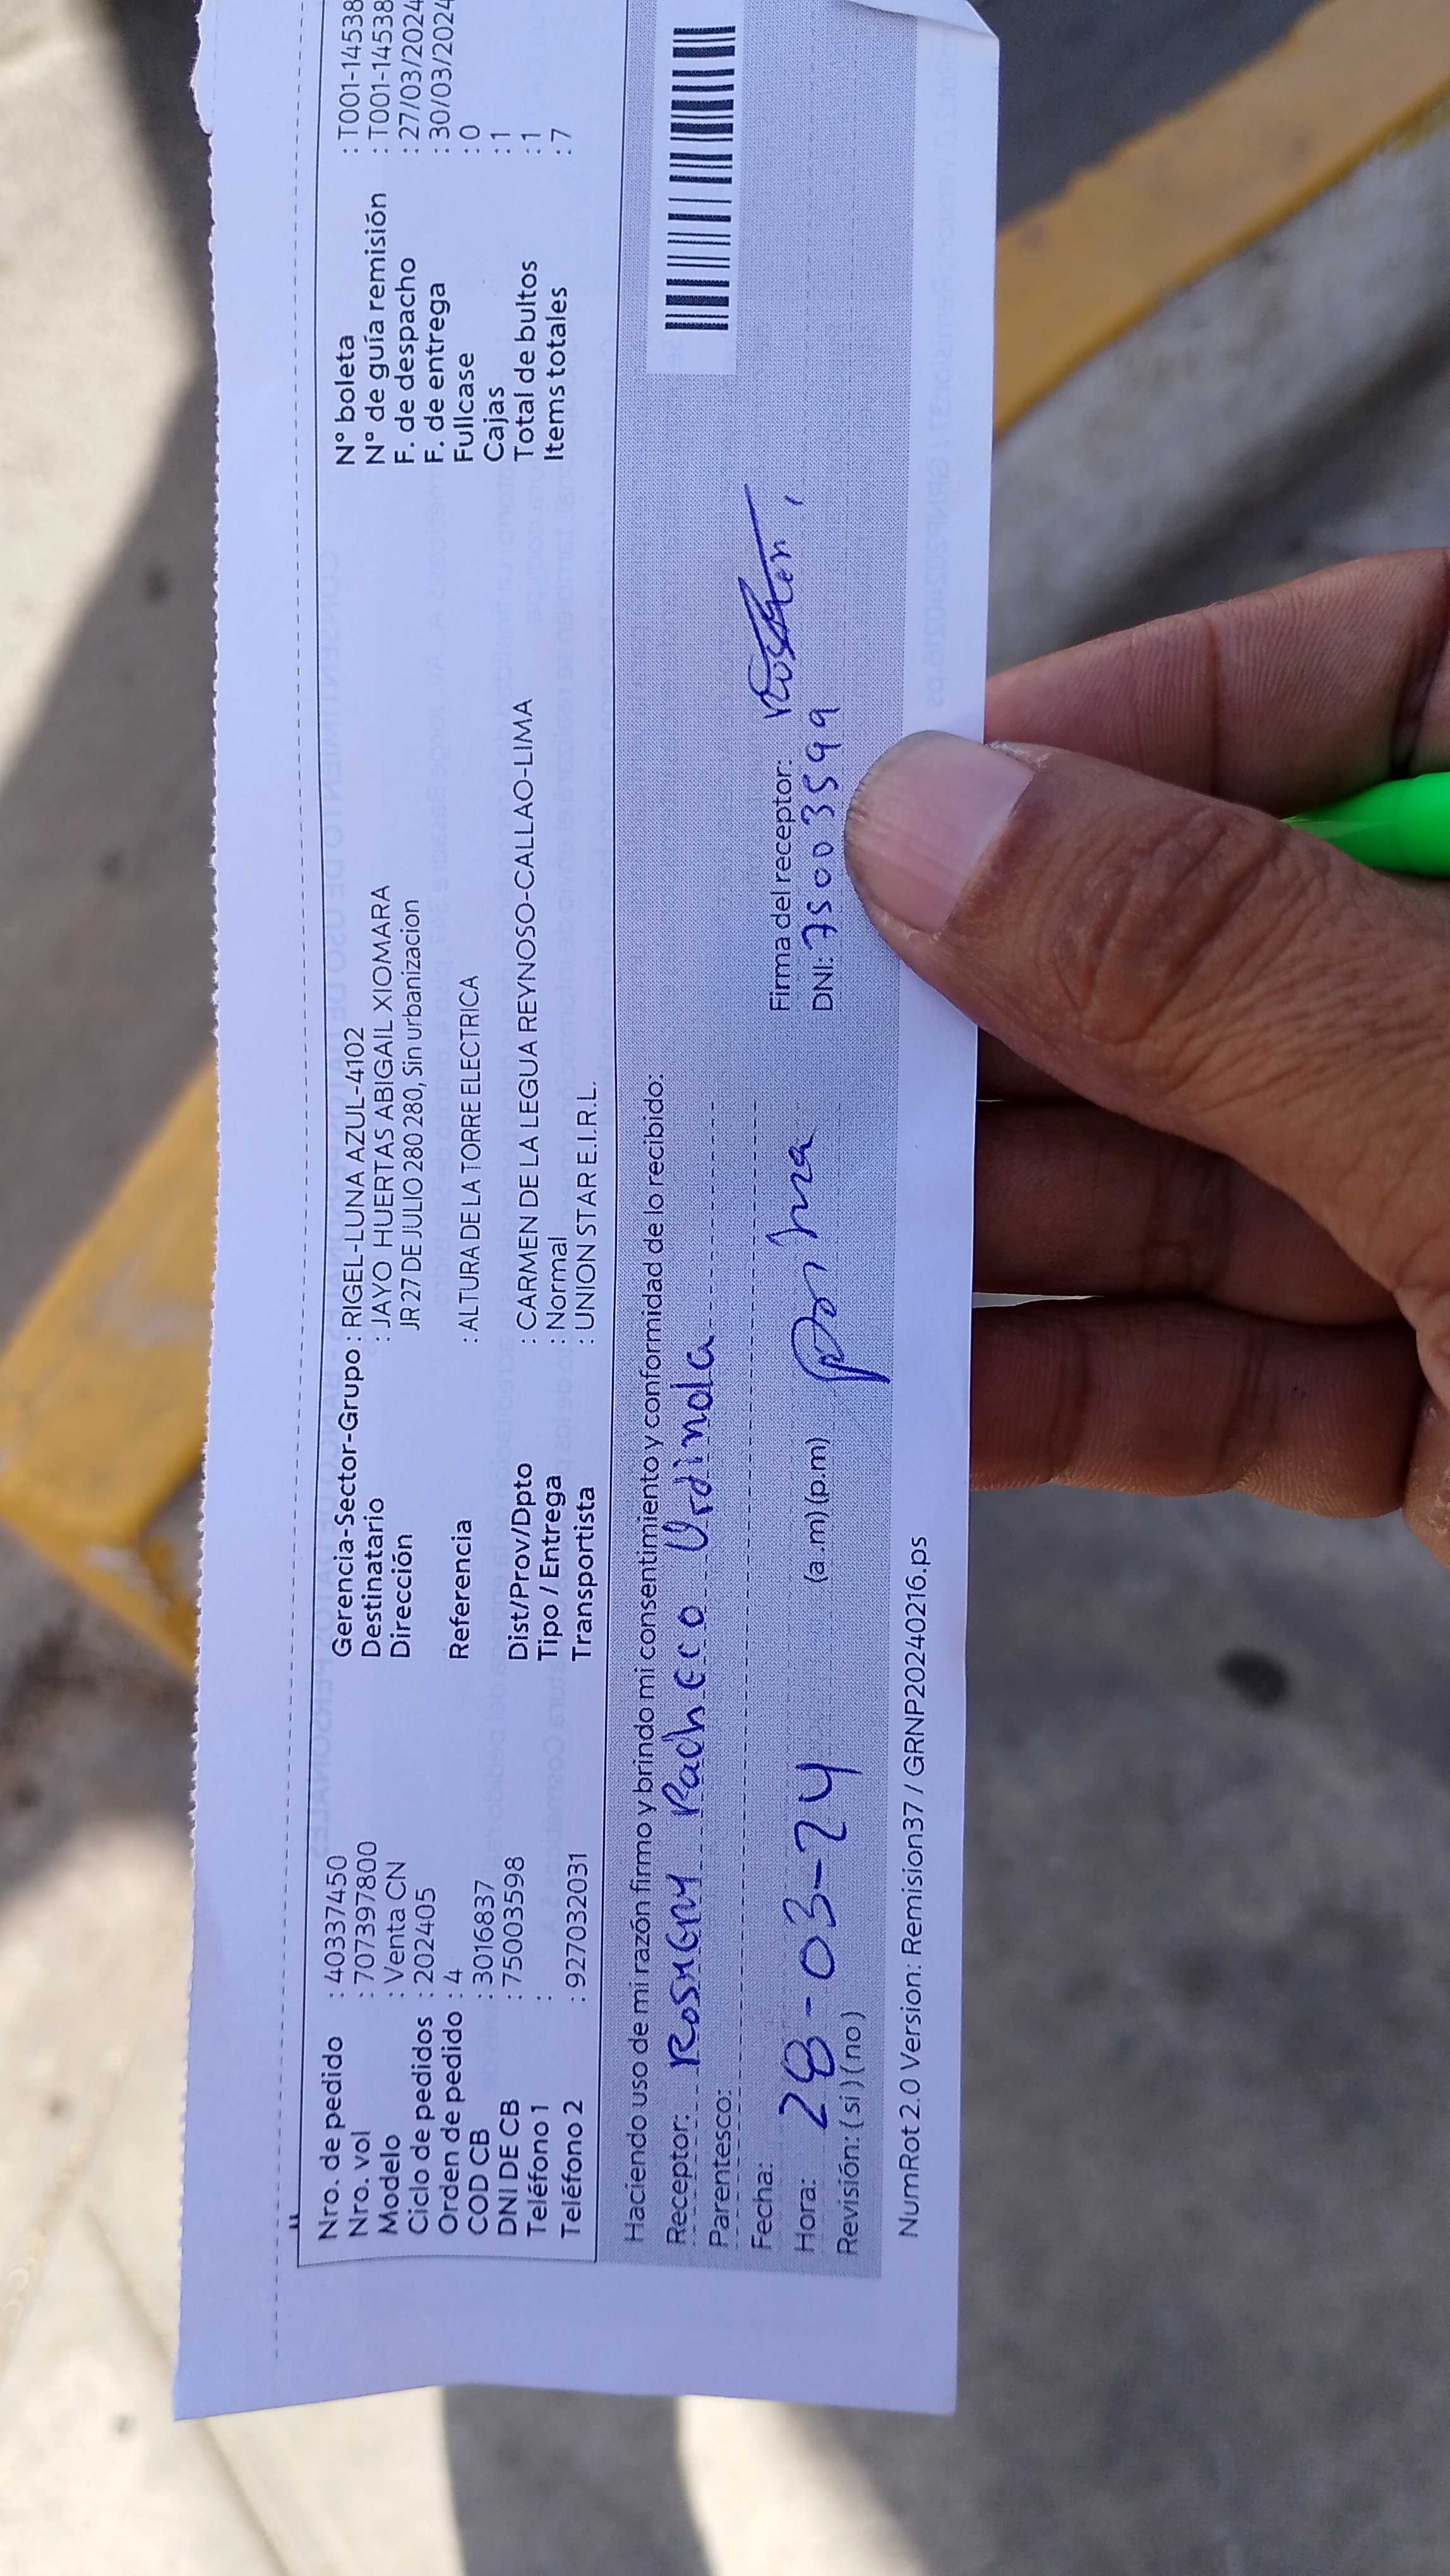 Nro. de pedido : 40337450 Gerencia-Sector-Grupo : RIGEL-LUNA AZUL-4102 N° boleta : T001-14538
Nro. vol : 707397800 Destinatario : JAYO HUERTAS ABIGAIL XIOMARA N° de guía remisión : T001-14538
Modelo : Venta CN Dirección JR 27 DE JULIO 280 280, Sin urbanizacion F. de despacho : 27/03/2024
Ciclo de pedidos : 202405 F. de entrega : 30/03/2024
Orden de pedido : 4 Referencia : ALTURA DE LA TORRE ELECTRICA Fullcase : 0
COD CB : 3016837 Cajas : 1
DNI DE CB : 75003598 Dist/Prov/Dpto : CARMEN DE LA LEGUA REYNOSO-CALLAO-LIMA Total de bultos : 1
Teléfono 1 : Tipo / Entrega : Normal Items totales : 7
Teléfono 2 : 927032031 Transportista : UNION STAR E.I.R.L.
Haciendo uso de mi razón firmo y brindo mi consentimiento y conformidad de lo recibido:
Receptor: Rosmeny Pacheco Urdinola
Parentesco:
Fecha: Firma del receptor:
Hora: 28-03-24 (a.m) (p.m) DNI: 75003599
Revisión: (si) (no)
NumRot 2.0 Version: Remision37 / GRNP20240216.ps